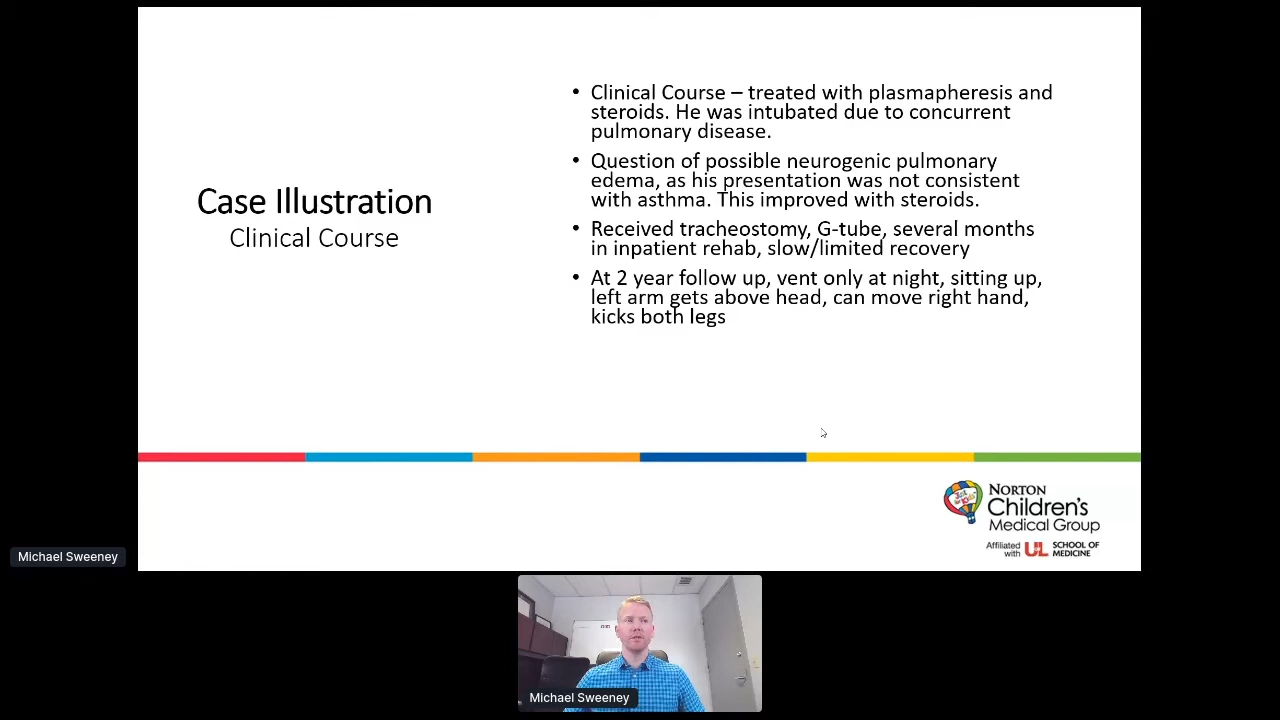 Case Illustration
Clinical Course
• Clinical Course – treated with plasmapheresis and
steroids. He was intubated due to concurrent
pulmonary disease.
• Question of possible neurogenic pulmonary
edema, as his presentation was not consistent
with asthma. This improved with steroids.
• Received tracheostomy, G-tube, several months
in inpatient rehab, slow/limited recovery
• At 2 year follow up, vent only at night, sitting up,
left arm gets above head, can move right hand,
kicks both legs
NORTON
Children's
Medical Group
Affiliated
with
UL
SCHOOL OF
MEDICINE
Michael Sweeney
Michael Sweeney